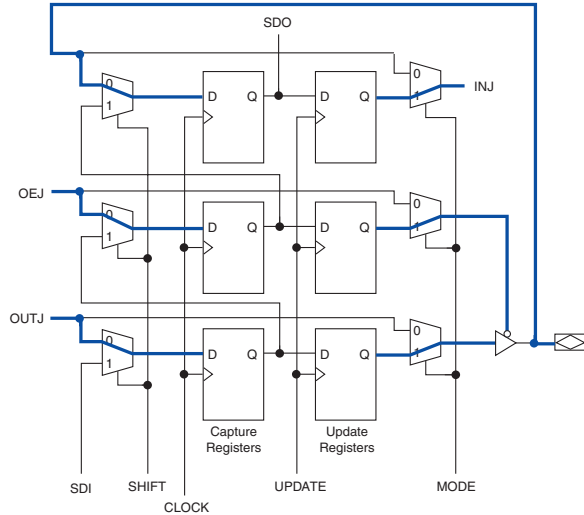 SDO
0
1
D Q
D Q
0
1
INJ
OEJ
0
1
D Q
D Q
0
1
OUTJ
0
1
D Q
D Q
0
1
Capture
Registers
Update
Registers
SDI
SHIFT
CLOCK
UPDATE
MODE